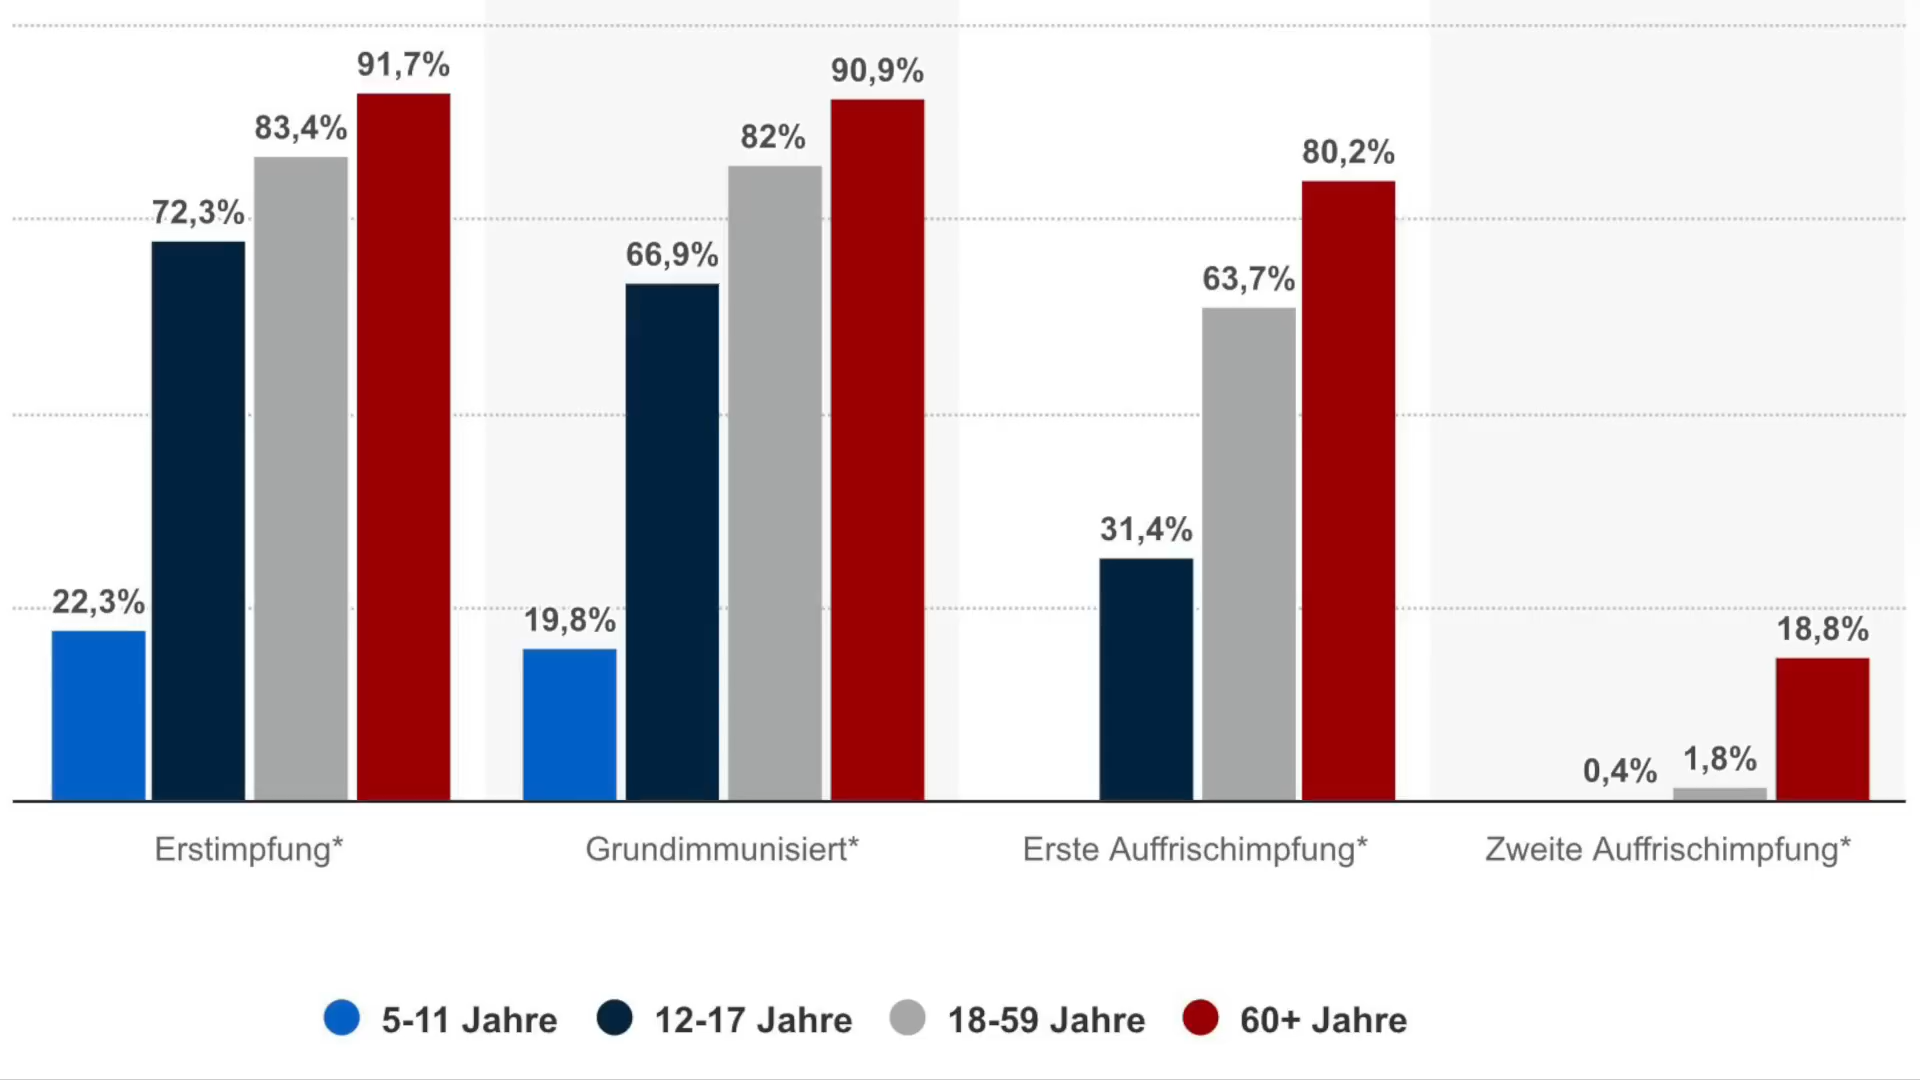 91,7%
90,9%
83,4%
82%
80,2%
72,3%
66,9%
63,7%
31,4%
22,3%
19,8%
18,8%
0,4%
1,8%
Erstimpfung*
Grundimmunisiert*
Erste Auffrischimpfung*
Zweite Auffrischimpfung*
5-11 Jahre
12-17 Jahre
18-59 Jahre
60+ Jahre